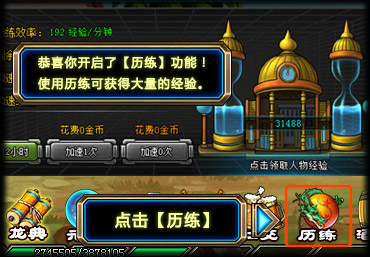 练效率：192 经验/分钟
恭喜你开启了【历练】功能！
使用历练可获得大量的经验。
速
31488
花费0金币
花费0金币
2小时
加速1次
加速0次
点击领取人物经验
点击【历练】
龙典
历练
2745505/3878105